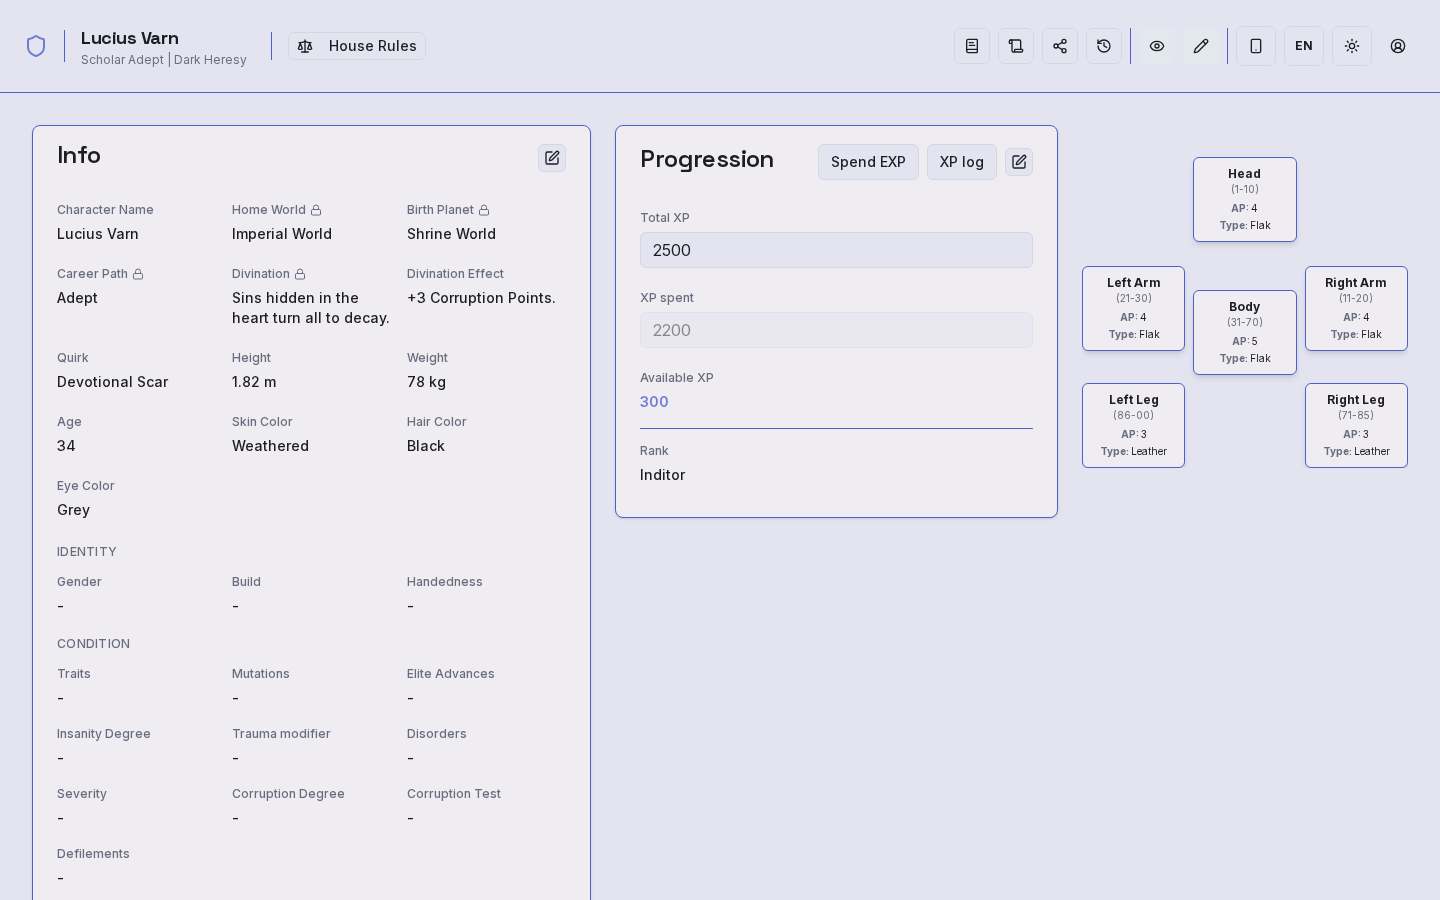 Lucius Varn
Scholar Adept | Dark Heresy
House Rules
EN
Info
Character Name
Lucius Varn
Home World
Imperial World
Birth Planet
Shrine World
Career Path
Adept
Divination
Sins hidden in the
heart turn all to decay.
Divination Effect
+3 Corruption Points.
Quirk
Devotional Scar
Height
1.82 m
Weight
78 kg
Age
34
Skin Color
Weathered
Hair Color
Black
Eye Color
Grey
IDENTITY
Gender
-
Build
-
Handedness
-
CONDITION
Traits
-
Mutations
-
Elite Advances
-
Insanity Degree
-
Trauma modifier
-
Disorders
-
Severity
-
Corruption Degree
-
Corruption Test
-
Defilements
-
Progression
Spend EXP
XP log
Total XP
2500
XP spent
2200
Available XP
300
Rank
Inditor
Head
(1-10)
AP: 4
Type: Flak
Left Arm
(21-30)
AP: 4
Type: Flak
Body
(31-70)
AP: 5
Type: Flak
Right Arm
(11-20)
AP: 4
Type: Flak
Left Leg
(86-00)
AP: 3
Type: Leather
Right Leg
(71-85)
AP: 3
Type: Leather